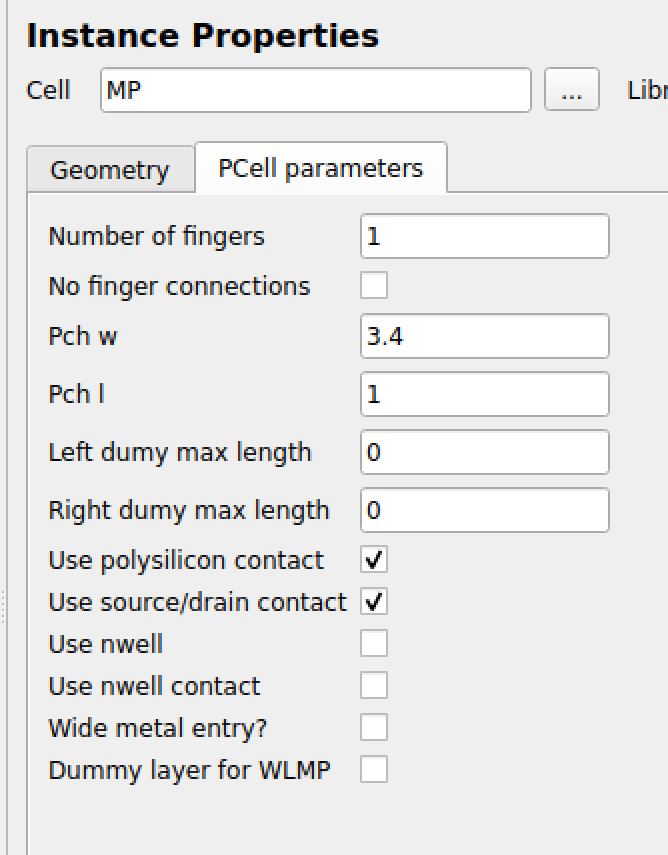 Instance Properties
Cell MP ... Libr
Geometry PCell parameters
Number of fingers 1
No finger connections
Pch w 3.4
Pch l 1
Left dumy max length 0
Right dumy max length 0
Use polysilicon contact
Use source/drain contact
Use nwell
Use nwell contact
Wide metal entry?
Dummy layer for WLMP